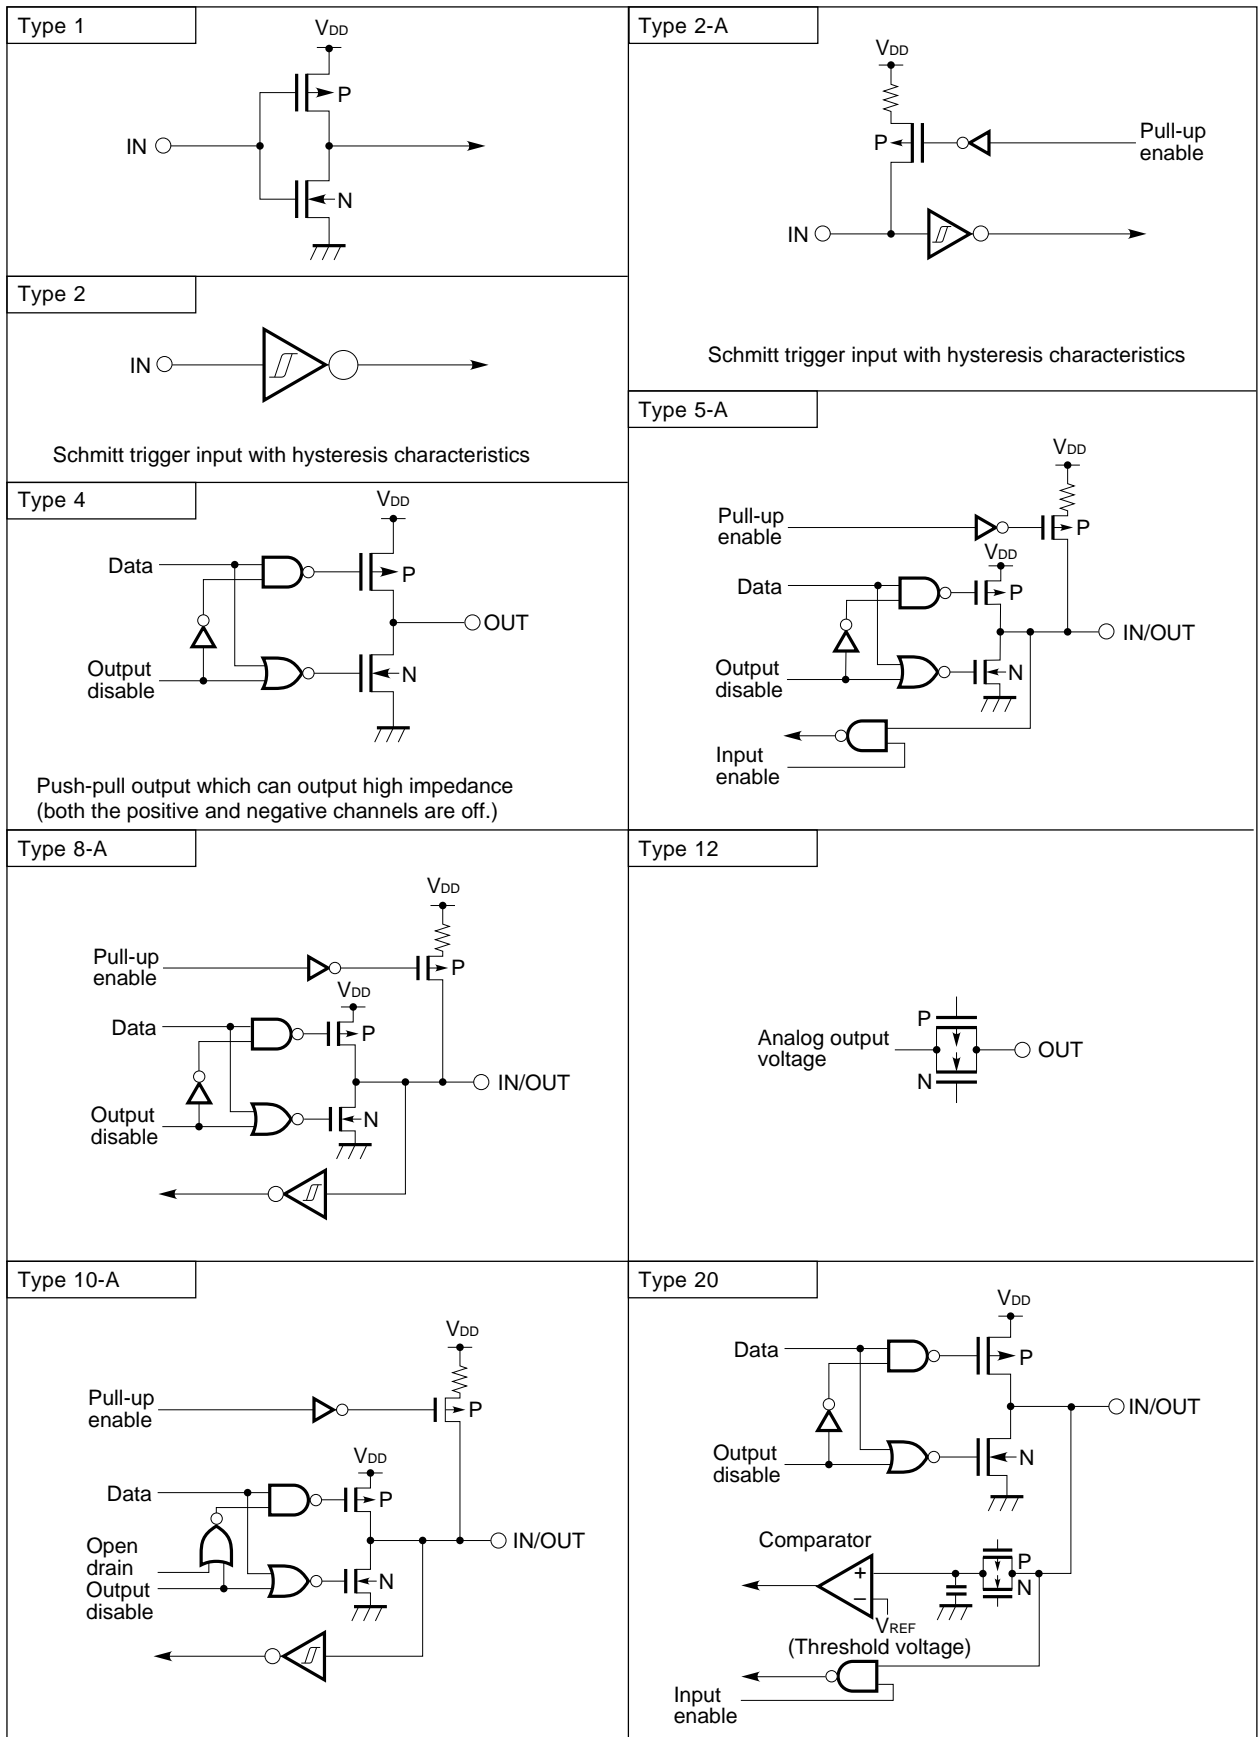 Type 1
VDD
P
IN
N
Type 2-A
VDD
P
Pull-up
enable
IN
Schmitt trigger input with hysteresis characteristics
Type 2
IN
Schmitt trigger input with hysteresis characteristics
Type 5-A
VDD
Pull-up
enable
P
VDD
Data
P
IN/OUT
Output
disable
N
Input
enable
Type 4
VDD
Data
P
OUT
Output
disable
N
Push-pull output which can output high impedance
(both the positive and negative channels are off.)
Type 8-A
VDD
Pull-up
enable
P
VDD
Data
P
IN/OUT
Output
disable
N
Type 12
P
Analog output
voltage
OUT
N
Type 10-A
VDD
Pull-up
enable
P
VDD
Data
P
Open
drain
IN/OUT
Output
disable
N
Type 20
VDD
Data
P
IN/OUT
Output
disable
N
Comparator
P
N
+
−
VREF
(Threshold voltage)
Input
enable